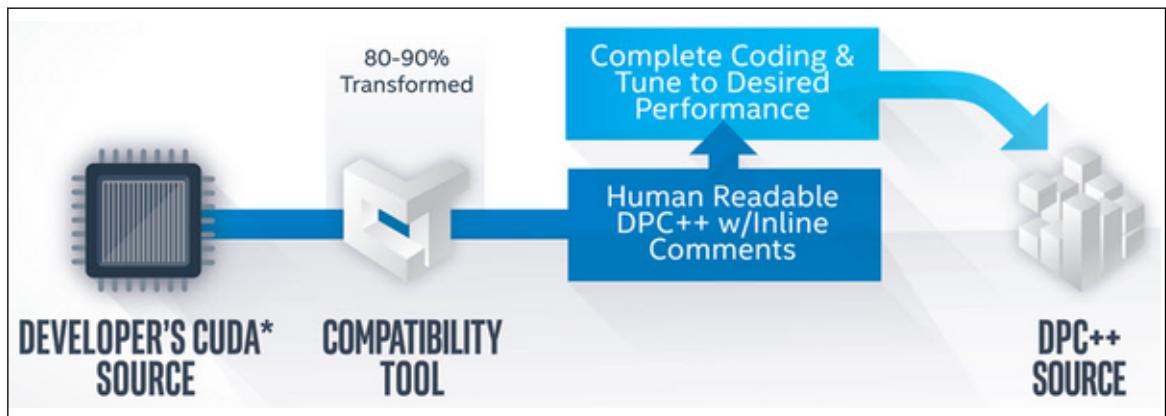 80-90%
Transformed
Complete Coding &
Tune to Desired
Performance
Human Readable
DPC++ w/Inline
Comments
DEVELOPER'S CUDA*
SOURCE
COMPATIBILITY
TOOL
DPC++
SOURCE